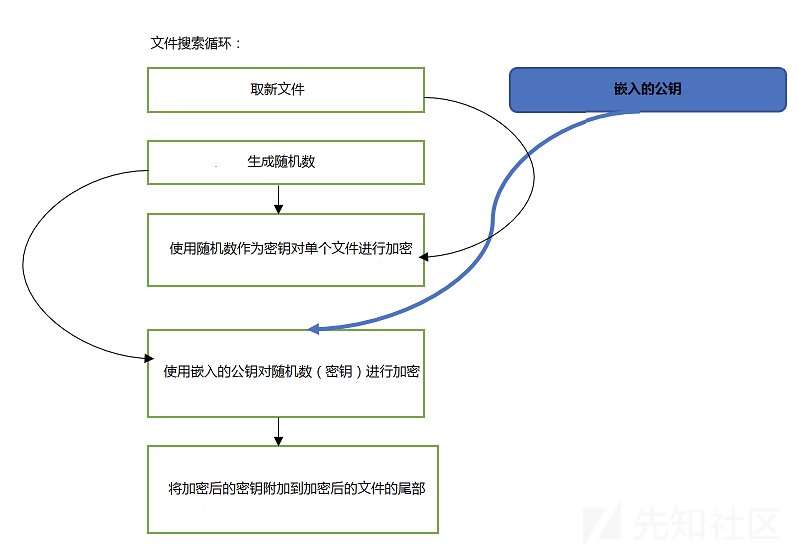 文件搜索循环：
取新文件
嵌入的公钥
生成随机数
使用随机数作为密钥对单个文件进行加密
使用嵌入的公钥对随机数（密钥）进行加密
将加密后的密钥附加到加密后的文件的尾部
先知社区